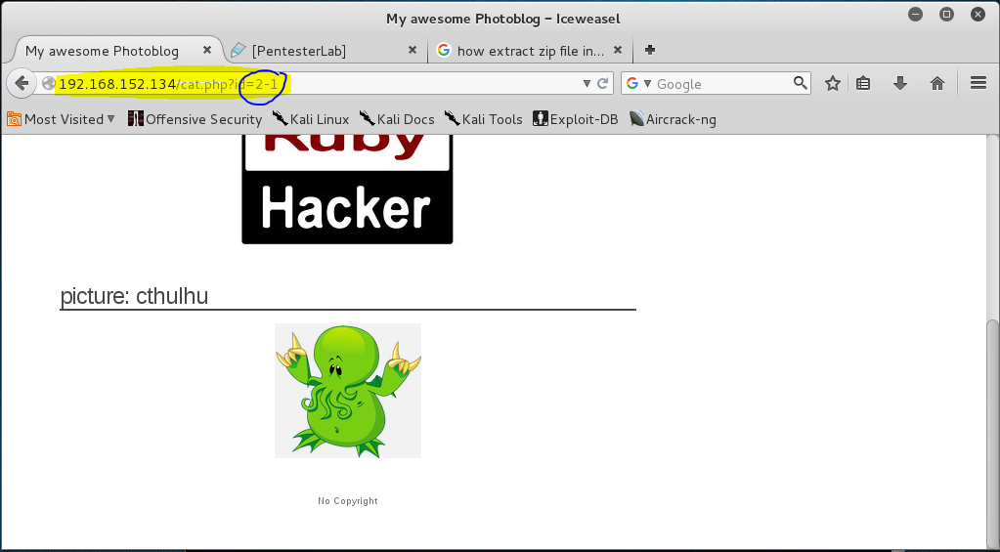 My awesome Photoblog – Iceweasel
My awesome Photoblog
[PentesterLab]
how extract zip file in...
192.168.152.134/cat.php?id=2-1
Google
Most Visited
Offensive Security
Kali Linux
Kali Docs
Kali Tools
Exploit-DB
Aircrack-ng
Ruby
Hacker
picture: cthulhu
No Copyright